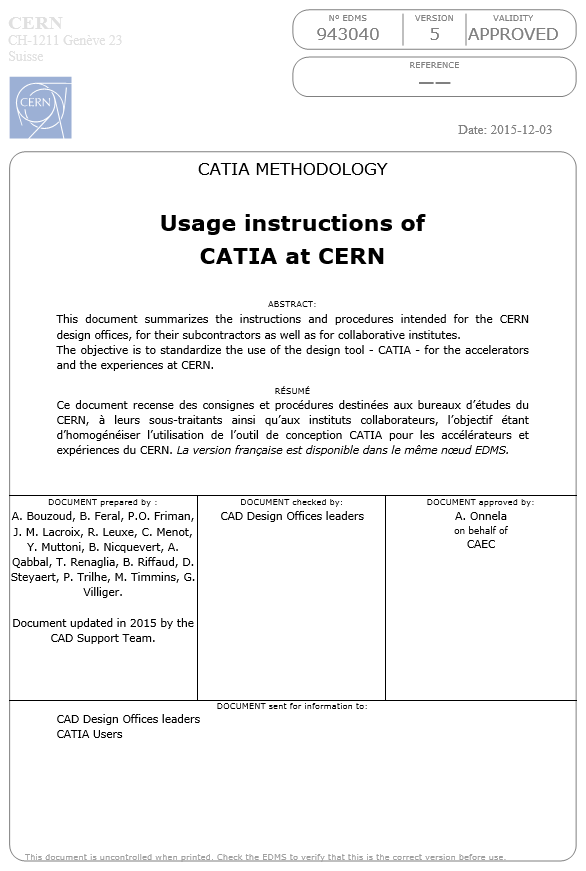 CERN
CH-1211 Genève 23
Suisse
CERN
Nº EDMS
943040
VERSION
5
VALIDITY
APPROVED
REFERENCE
——
Date: 2015-12-03
CATIA METHODOLOGY
Usage instructions of
CATIA at CERN
ABSTRACT:
This document summarizes the instructions and procedures intended for the CERN
design offices, for their subcontractors as well as for collaborative institutes.
The objective is to standardize the use of the design tool - CATIA - for the accelerators
and the experiences at CERN.
RÉSUMÉ
Ce document recense des consignes et procédures destinées aux bureaux d’études du
CERN, à leurs sous-traitants ainsi qu’aux instituts collaborateurs, l’objectif étant
d’homogénéiser l’utilisation de l’outil de conception CATIA pour les accélérateurs et
expériences du CERN. La version française est disponible dans le même nœud EDMS.
DOCUMENT prepared by :
A. Bouzoud, B. Feral, P.O. Friman,
J. M. Lacroix, R. Leuxe, C. Menot,
Y. Muttoni, B. Nicquevert, A.
Qabbal, T. Renaglia, B. Riffaud, D.
Steyaert, P. Trilhe, M. Timmins, G.
Villiger.
Document updated in 2015 by the
CAD Support Team.
DOCUMENT checked by:
CAD Design Offices leaders
DOCUMENT approved by:
A. Onnela
on behalf of
CAEC
DOCUMENT sent for information to:
CAD Design Offices leaders
CATIA Users
This document is uncontrolled when printed. Check the EDMS to verify that this is the correct version before use.